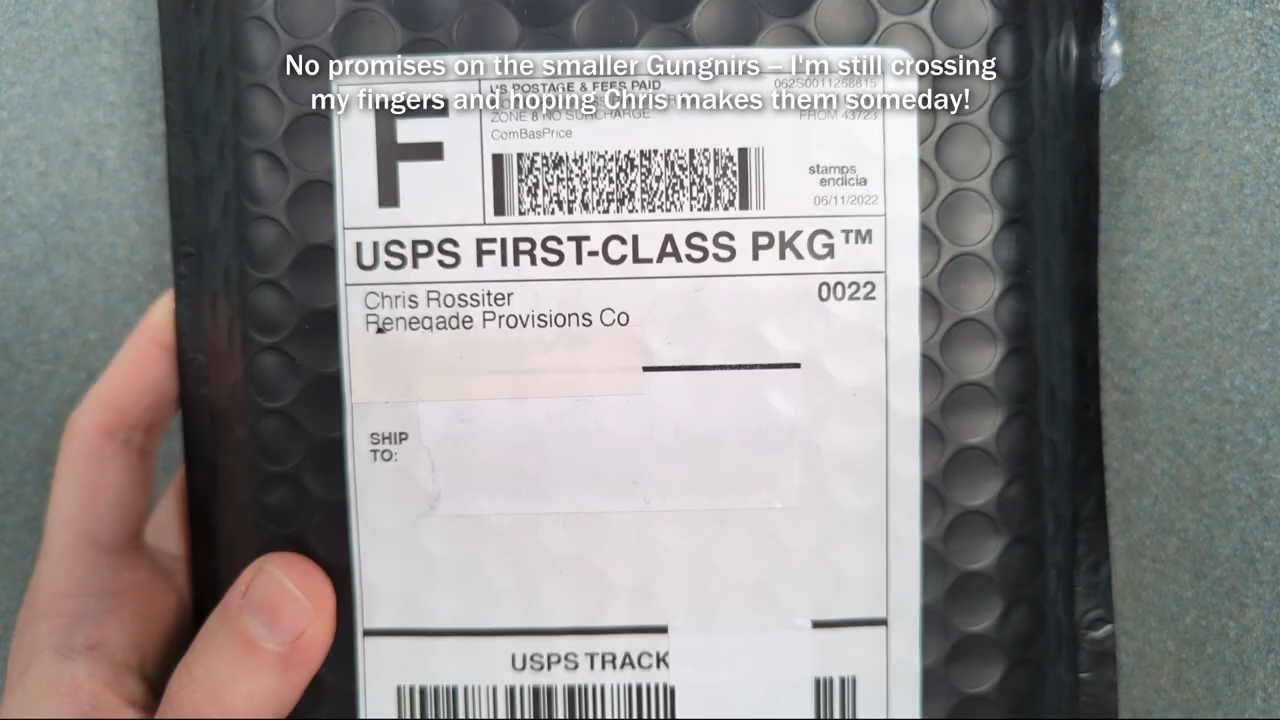 No promises on the smaller Gungnirs – I'm still crossing
my fingers and hoping Chris makes them someday!
US POSTAGE & FEES PAID
062S0011268815
ZONE 8 NO SURCHARGE
FROM 43723
ComBasPrice
F
stamps
endicia
06/11/2022
USPS FIRST-CLASS PKG™
Chris Rossiter
0022
Renegade Provisions Co
SHIP
TO:
USPS TRACK